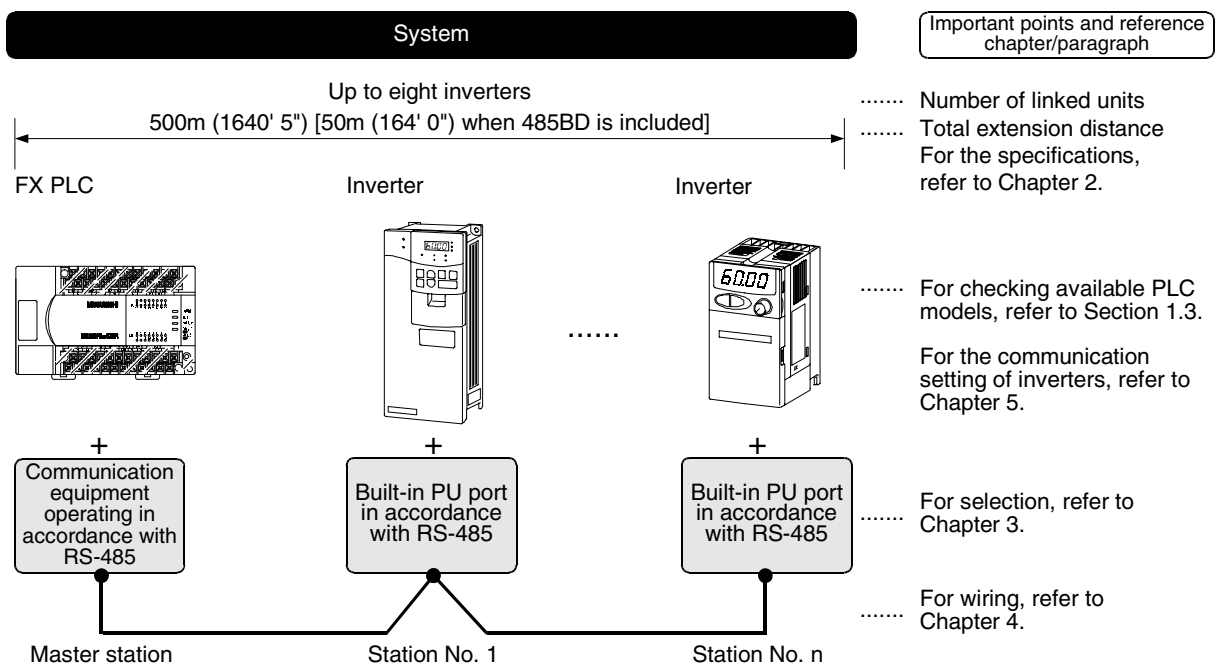 System
Important points and reference
chapter/paragraph
Up to eight inverters
500m (1640' 5") [50m (164' 0") when 485BD is included]
....... Number of linked units
....... Total extension distance
For the specifications,
refer to Chapter 2.
FX PLC
Inverter
Inverter
MITSUBISHI
60.00
......
60.00
....... For checking available PLC
models, refer to Section 1.3.
For the communication
setting of inverters, refer to
Chapter 5.
+
+
+
Communication
equipment
operating in
accordance with
RS-485
Built-in PU port
in accordance
with RS-485
Built-in PU port
in accordance
with RS-485
....... For selection, refer to
Chapter 3.
....... For wiring, refer to
Chapter 4.
Master station
Station No. 1
Station No. n